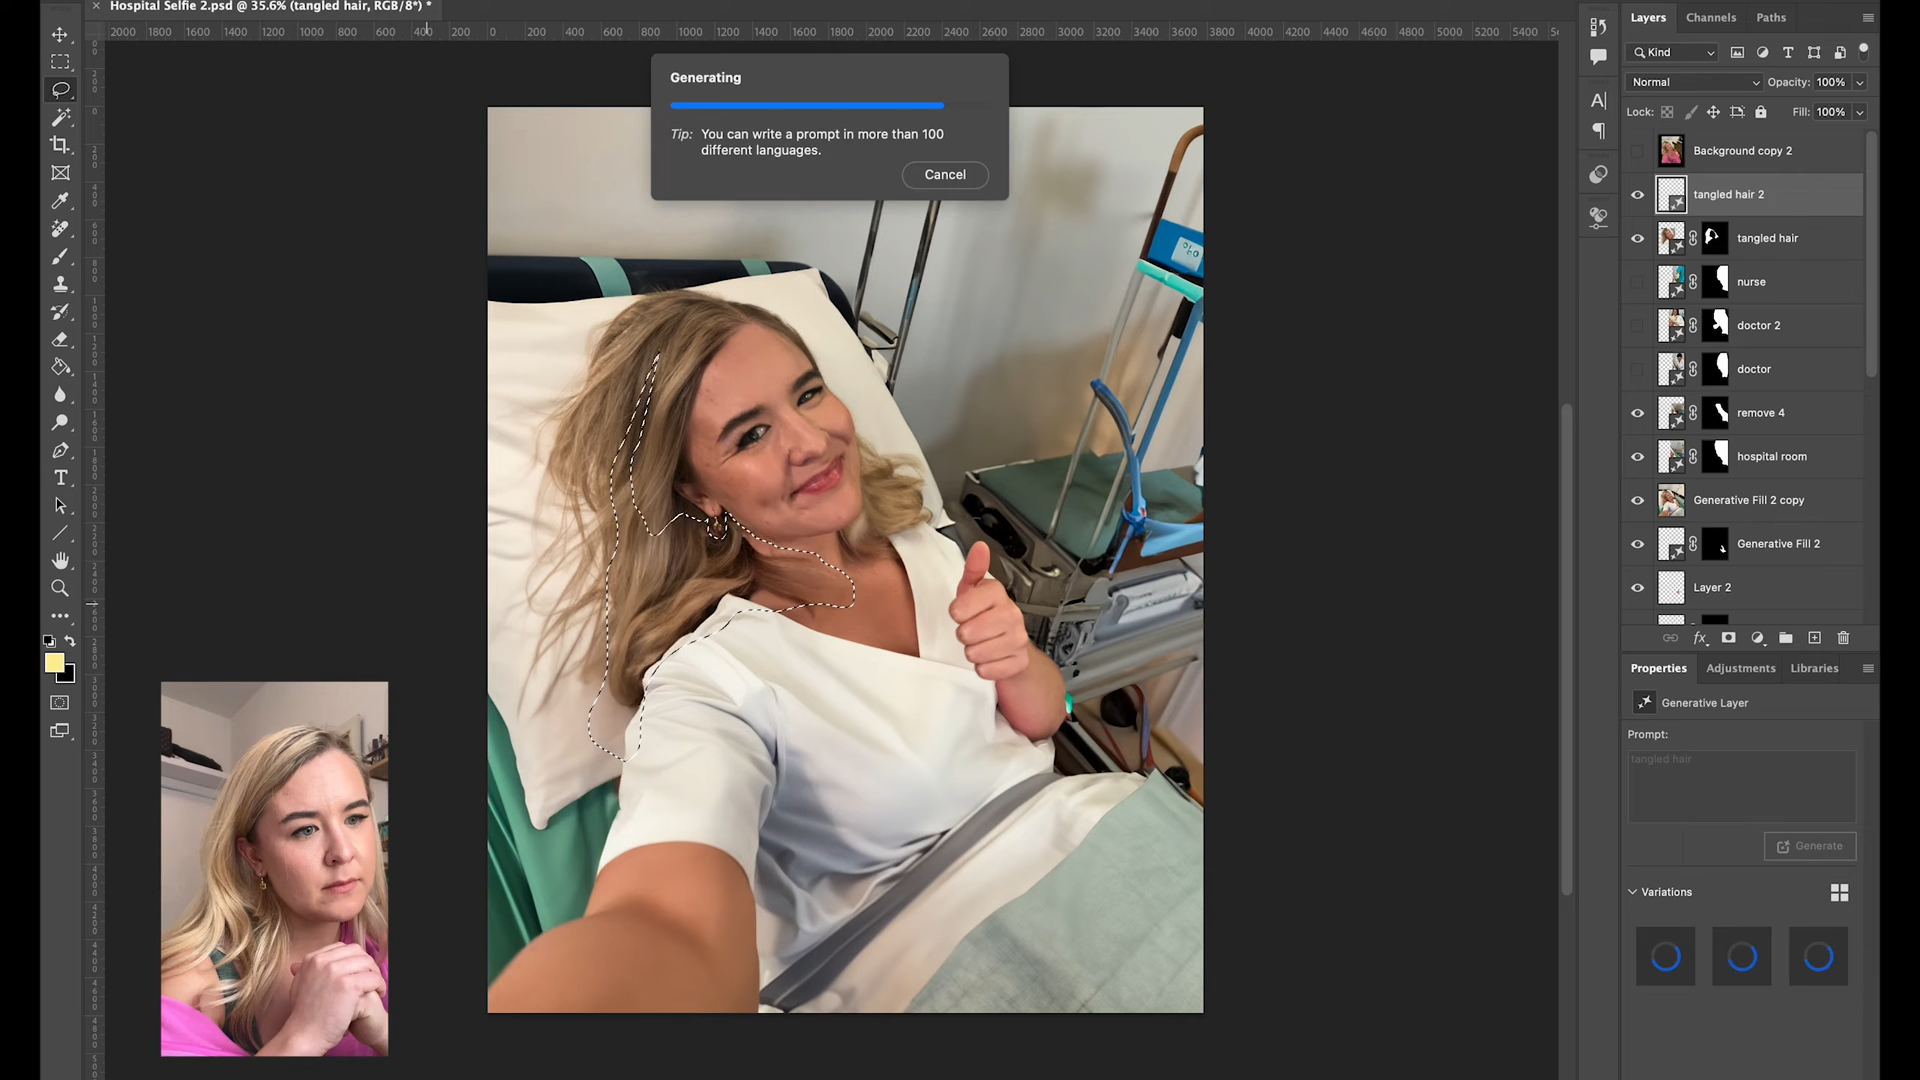 × Hospital Selfie 2.psd @ 35.6% (tangled hair, RGB/8*) *
2000 1800 1600 1400 1200 1000 800 600 400 200 0 200 400 600 800 1000 1200 1400 1600 1800 2000 2200 2400 2600 2800 3000 3200 3400 3600 3800 4000 4200 4400 4600 4800 5000 5200 5400
Generating
Tip: You can write a prompt in more than 100
different languages.
Cancel
Layers Channels Paths
Kind
Normal Opacity: 100%
Lock: Fill: 100%
Background copy 2
tangled hair 2
tangled hair
nurse
doctor 2
doctor
remove 4
hospital room
Generative Fill 2 copy
Generative Fill 2
Layer 2
fx
Properties Adjustments Libraries
Generative Layer
Prompt:
tangled hair
Generate
Variations